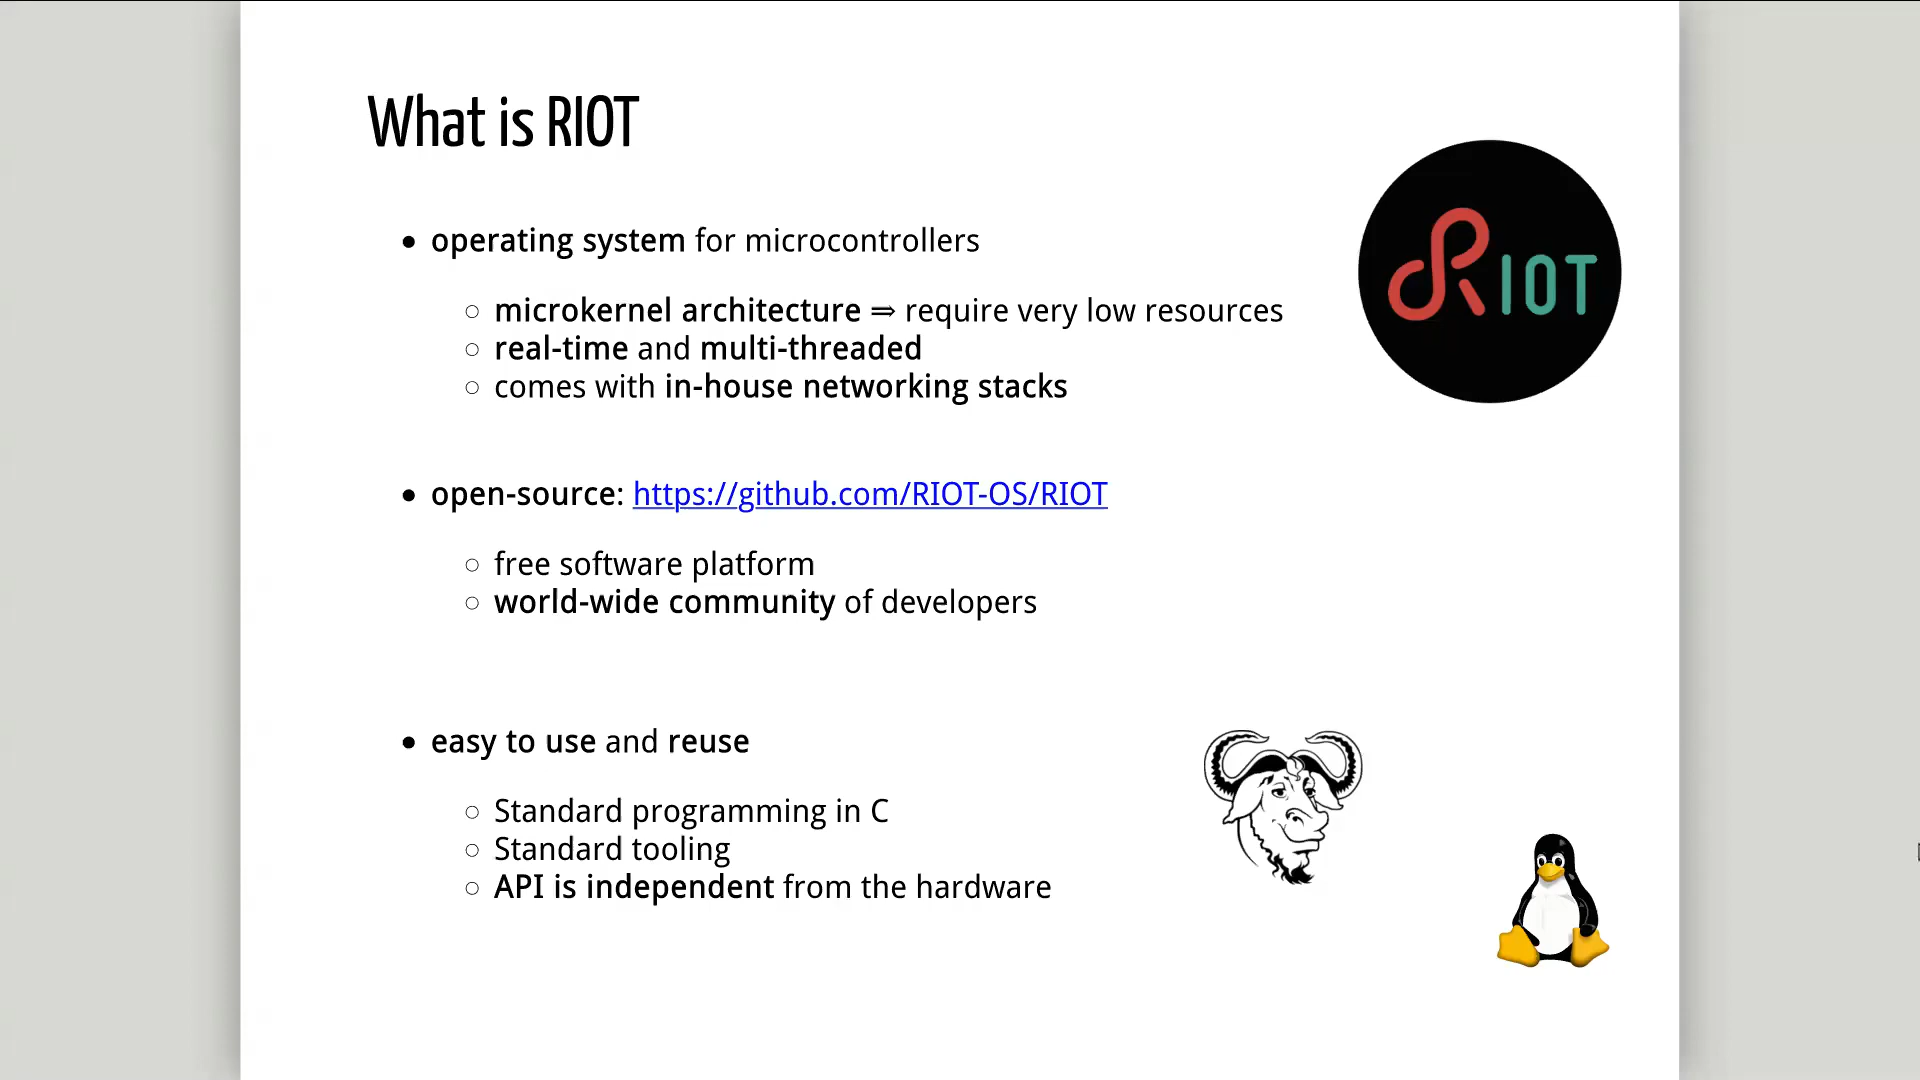 What is RIOT
RIOT
operating system for microcontrollers
microkernel architecture ⇒ require very low resources
real-time and multi-threaded
comes with in-house networking stacks
open-source: https://github.com/RIOT-OS/RIOT
free software platform
world-wide community of developers
easy to use and reuse
Standard programming in C
Standard tooling
API is independent from the hardware